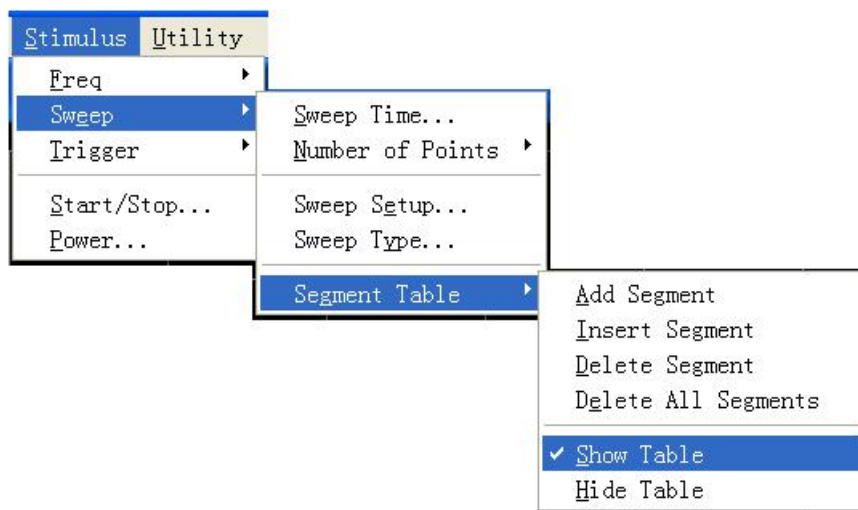 Stimulus Utility
Freq
Sweep
Trigger
Start/Stop...
Power...
Sweep Time...
Number of Points
Sweep Setup...
Sweep Type...
Segment Table
Add Segment
Insert Segment
Delete Segment
Delete All Segments
Show Table
Hide Table